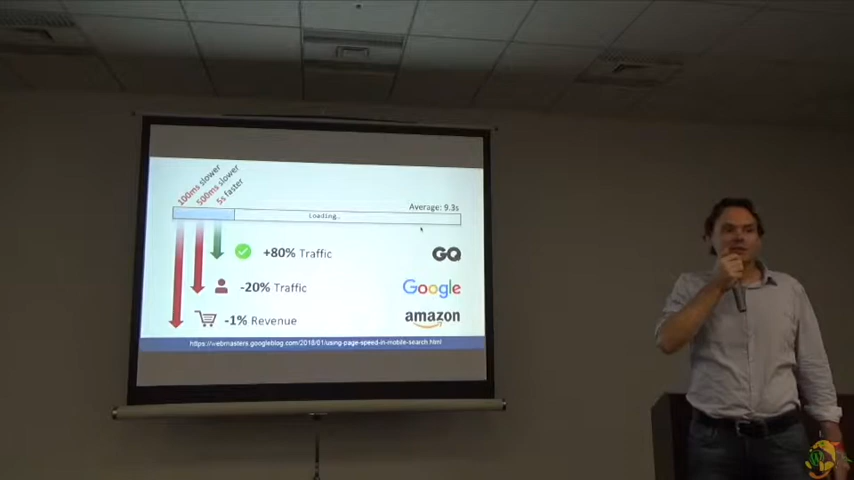 100ms slower
500ms slower
5s faster
Average: 9.3s
Loading...
+80% Traffic
GQ
-20% Traffic
Google
-1% Revenue
amazon
https://webmasters.googleblog.com/2018/01/using-page-speed-in-mobile-search.html